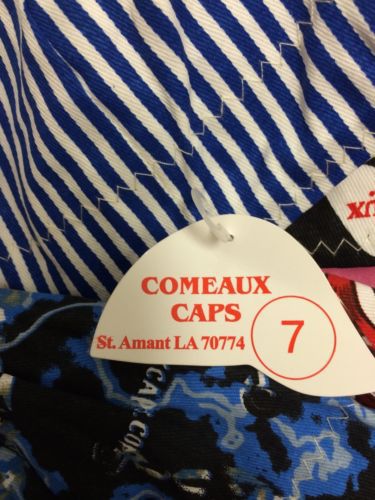 COMEAUX
CAPS
St. Amant LA 70774
7